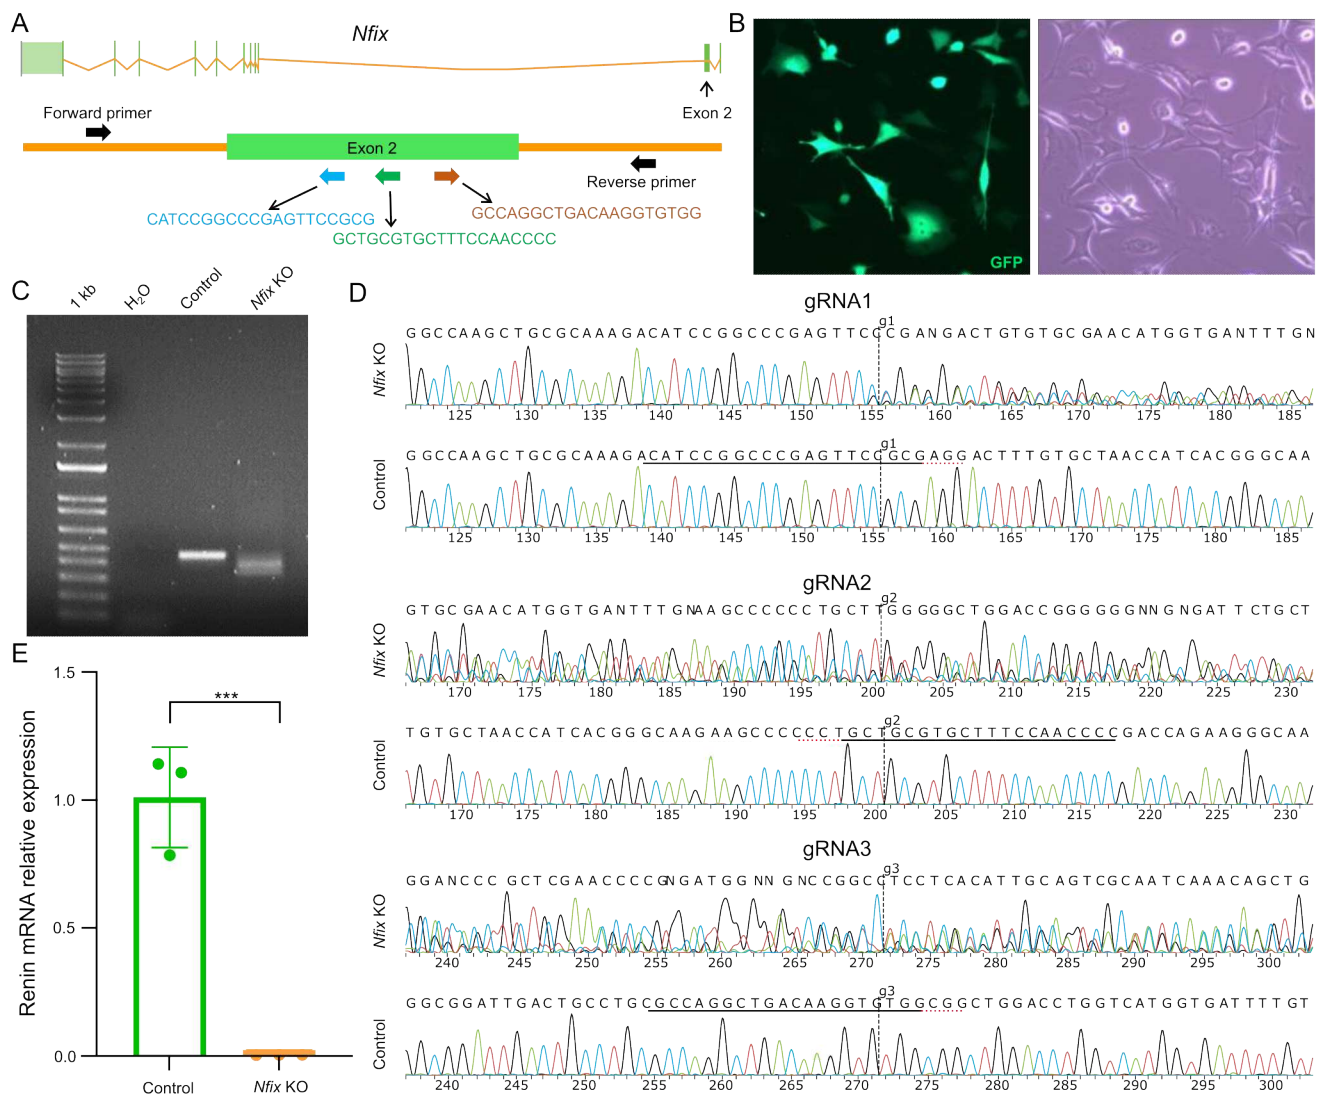 A
Nfix
Exon 2
Forward primer
Exon 2
Reverse primer
CATCCGGCCCGAGTTCCGCG
GCCAGGCTGACAAGGTGTGG
GCTGCGTGCTTTCCAACCCC
B
GFP
C
1 kb
H2O
Control
Nfix KO
D
gRNA1
g1
GGCCAAGCTGCGCAAAGACATCCGGCCCGAGTTCCCGANGACTGTGTGCGAACATGGTGANTTTGN
Nfix KO
125 130 135 140 145 150 155 160 165 170 175 180 185
g1
GGCCAAGCTGCGCAAAGACATCCGGCCCGAGTTCCGCGAGGACTTTGTGCTAACCATCACGGGCAA
Control
125 130 135 140 145 150 155 160 165 170 175 180 185
gRNA2
g2
GTGCGAACATGGTGANTTTGNAAGCCCCCCTGCTTGGGGGCTGGACCGGGGGGNNGNGATTCTGCT
Nfix KO
170 175 180 185 190 195 200 205 210 215 220 225 230
g2
TGTGCTAACCATCACGGGCAAGAAGCCCCCCTGCTGCGTGCTTTCCAACCCCGACCAGAAGGGCAA
Control
170 175 180 185 190 195 200 205 210 215 220 225 230
gRNA3
g3
GGANCCC GCTCGAACCCCGNGATGGNN GNCCGGCCTCCTCACATTGCAGTCGCAATCAAACAGCTG
Nfix KO
240 245 250 255 260 265 270 275 280 285 290 295 300
g3
GGCGGATTGACTGCCTGCGCCAGGCTGACAAGGTGTGGCGGCTGGACCTGGTCATGGTGATTTTGT
Control
240 245 250 255 260 265 270 275 280 285 290 295 300
E
Renin mRNA relative expression
1.5
1.0
0.5
0.0
***
Control
Nfix KO